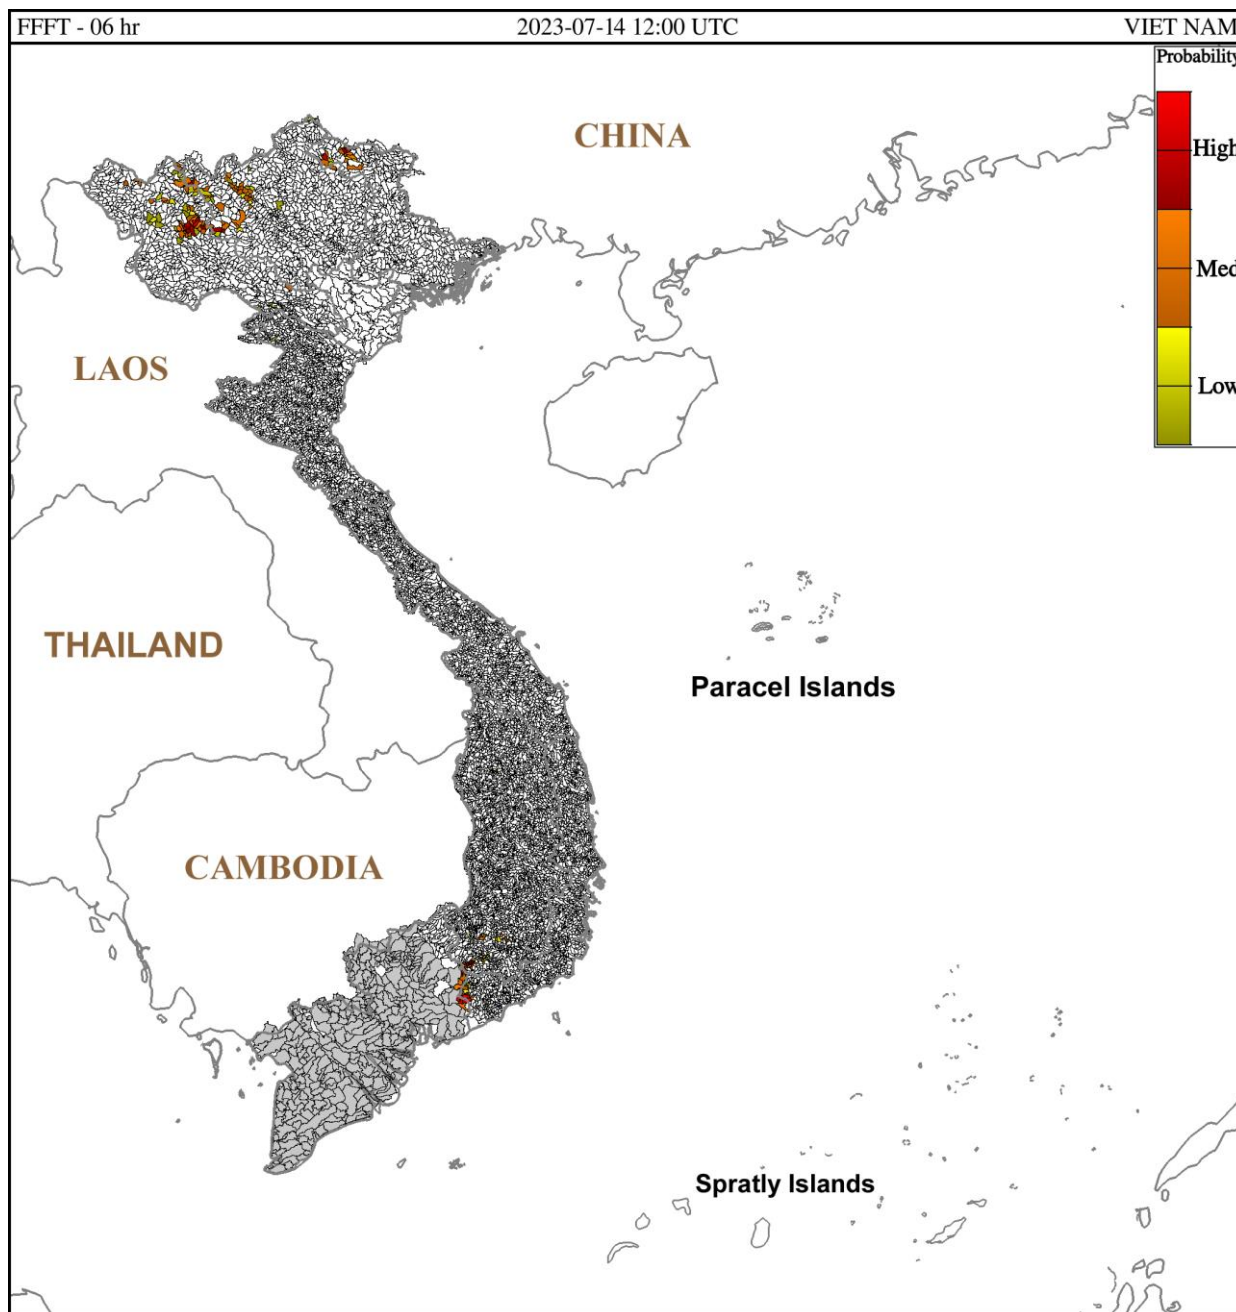 FFFT - 06 hr
2023-07-14 12:00 UTC
VIET NAM
Probability
High
Med
Low
CHINA
LAOS
THAILAND
Paracel Islands
CAMBODIA
Spratly Islands